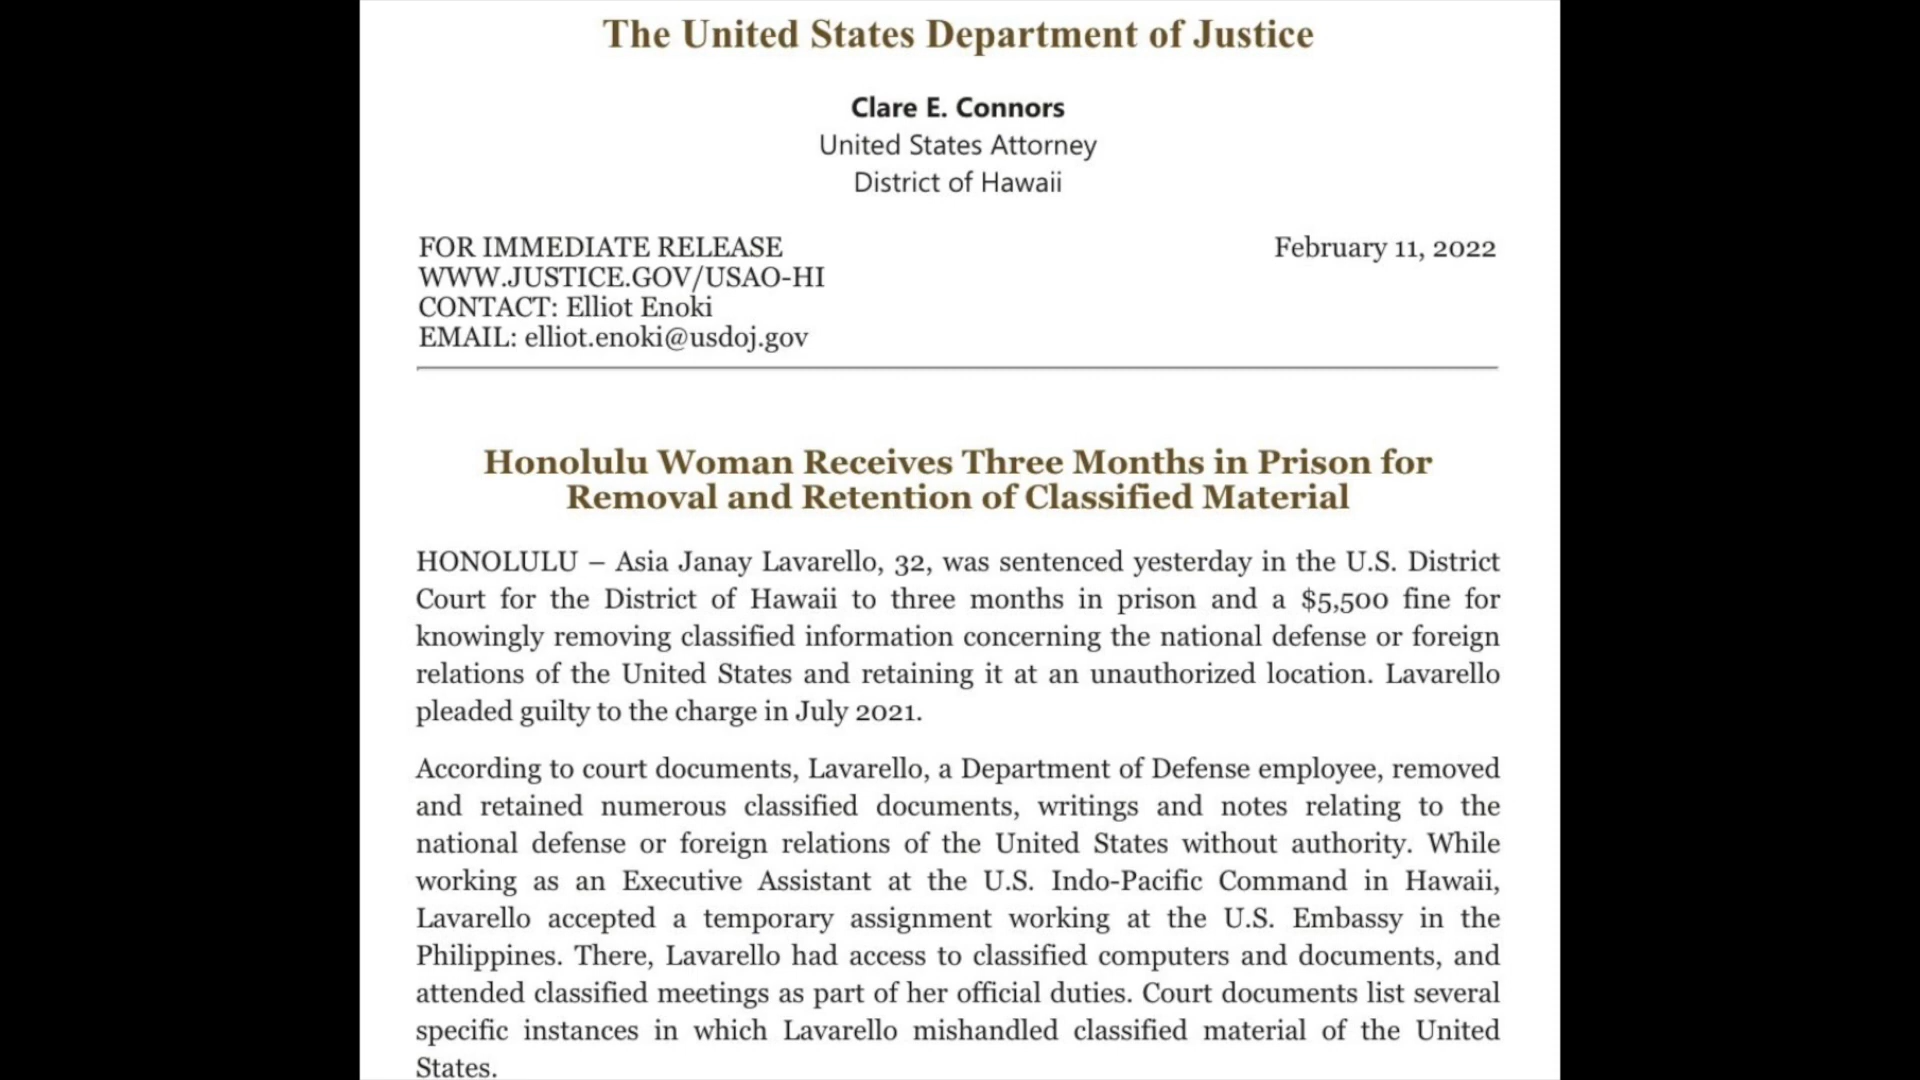 The United States Department of Justice
Clare E. Connors
United States Attorney
District of Hawaii
FOR IMMEDIATE RELEASE
February 11, 2022
WWW.JUSTICE.GOV/USAO-HI
CONTACT: Elliot Enoki
EMAIL: elliot.enoki@usdoj.gov
Honolulu Woman Receives Three Months in Prison for
Removal and Retention of Classified Material
HONOLULU – Asia Janay Lavarello, 32, was sentenced yesterday in the U.S. District
Court for the District of Hawaii to three months in prison and a $5,500 fine for
knowingly removing classified information concerning the national defense or foreign
relations of the United States and retaining it at an unauthorized location. Lavarello
pleaded guilty to the charge in July 2021.
According to court documents, Lavarello, a Department of Defense employee, removed
and retained numerous classified documents, writings and notes relating to the
national defense or foreign relations of the United States without authority. While
working as an Executive Assistant at the U.S. Indo-Pacific Command in Hawaii,
Lavarello accepted a temporary assignment working at the U.S. Embassy in the
Philippines. There, Lavarello had access to classified computers and documents, and
attended classified meetings as part of her official duties. Court documents list several
specific instances in which Lavarello mishandled classified material of the United
States.